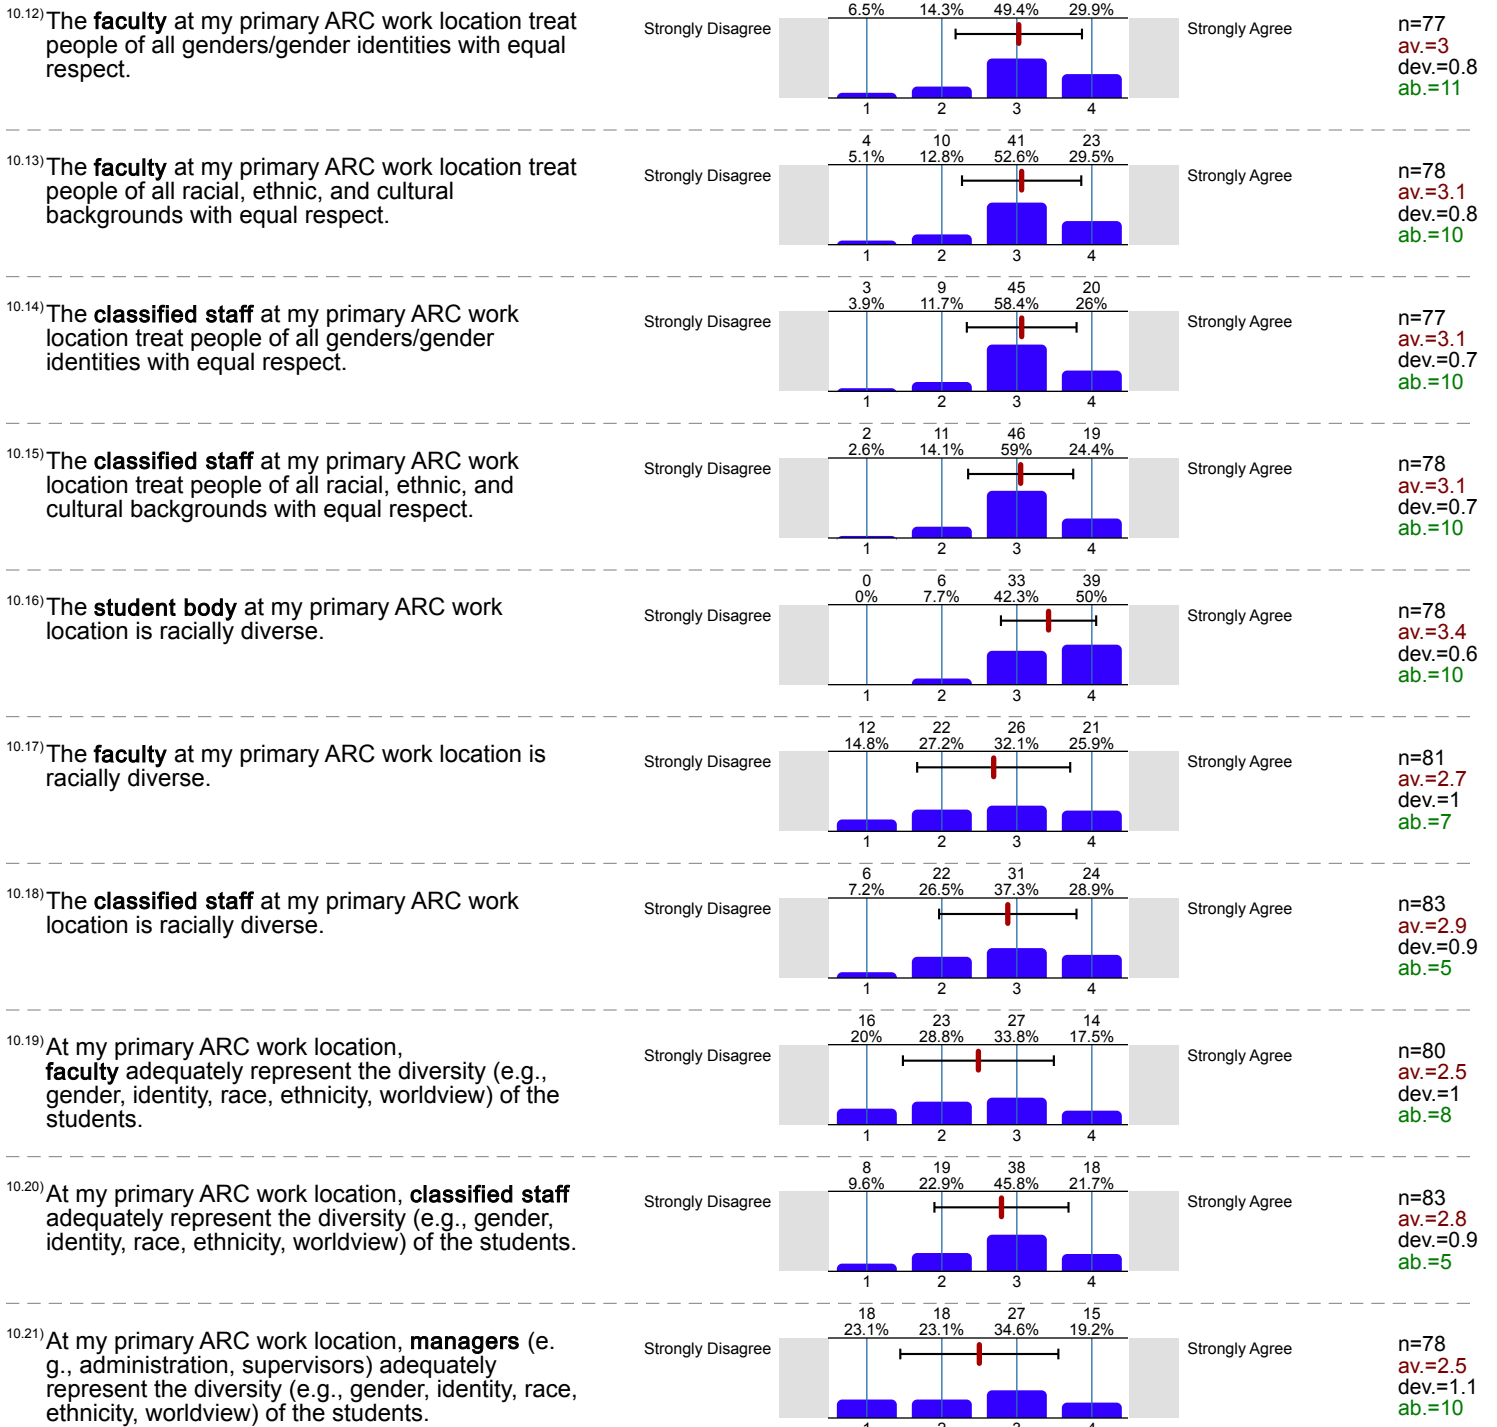 6.5% 14.3% 49.4% 29.9%
10.12) The faculty at my primary ARC work location treat
people of all genders/gender identities with equal
respect.
Strongly Disagree
Strongly Agree
1 2 3 4
n=77
av.=3
dev.=0.8
ab.=11
4 10 41 23
5.1% 12.8% 52.6% 29.5%
10.13) The faculty at my primary ARC work location treat
people of all racial, ethnic, and cultural
backgrounds with equal respect.
Strongly Disagree
Strongly Agree
1 2 3 4
n=78
av.=3.1
dev.=0.8
ab.=10
3 9 45 20
3.9% 11.7% 58.4% 26%
10.14) The classified staff at my primary ARC work
location treat people of all genders/gender
identities with equal respect.
Strongly Disagree
Strongly Agree
1 2 3 4
n=77
av.=3.1
dev.=0.7
ab.=10
2 11 46 19
2.6% 14.1% 59% 24.4%
10.15) The classified staff at my primary ARC work
location treat people of all racial, ethnic, and
cultural backgrounds with equal respect.
Strongly Disagree
Strongly Agree
1 2 3 4
n=78
av.=3.1
dev.=0.7
ab.=10
0 6 33 39
0% 7.7% 42.3% 50%
10.16) The student body at my primary ARC work
location is racially diverse.
Strongly Disagree
Strongly Agree
1 2 3 4
n=78
av.=3.4
dev.=0.6
ab.=10
12 22 26 21
14.8% 27.2% 32.1% 25.9%
10.17) The faculty at my primary ARC work location is
racially diverse.
Strongly Disagree
Strongly Agree
1 2 3 4
n=81
av.=2.7
dev.=1
ab.=7
6 22 31 24
7.2% 26.5% 37.3% 28.9%
10.18) The classified staff at my primary ARC work
location is racially diverse.
Strongly Disagree
Strongly Agree
1 2 3 4
n=83
av.=2.9
dev.=0.9
ab.=5
16 23 27 14
20% 28.8% 33.8% 17.5%
10.19) At my primary ARC work location,
faculty adequately represent the diversity (e.g.,
gender, identity, race, ethnicity, worldview) of the
students.
Strongly Disagree
Strongly Agree
1 2 3 4
n=80
av.=2.5
dev.=1
ab.=8
8 19 38 18
9.6% 22.9% 45.8% 21.7%
10.20) At my primary ARC work location, classified staff
adequately represent the diversity (e.g., gender,
identity, race, ethnicity, worldview) of the students.
Strongly Disagree
Strongly Agree
1 2 3 4
n=83
av.=2.8
dev.=0.9
ab.=5
18 18 27 15
23.1% 23.1% 34.6% 19.2%
10.21) At my primary ARC work location, managers (e.
g., administration, supervisors) adequately
represent the diversity (e.g., gender, identity, race,
ethnicity, worldview) of the students.
Strongly Disagree
Strongly Agree
n=78
av.=2.5
dev.=1.1
ab.=10